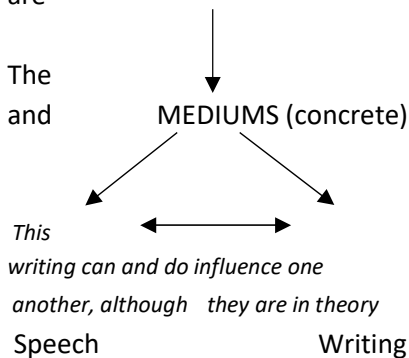 are
The
and MEDIUMS (concrete)
This
writing can and do influence one
another, although they are in theory
Speech Writing